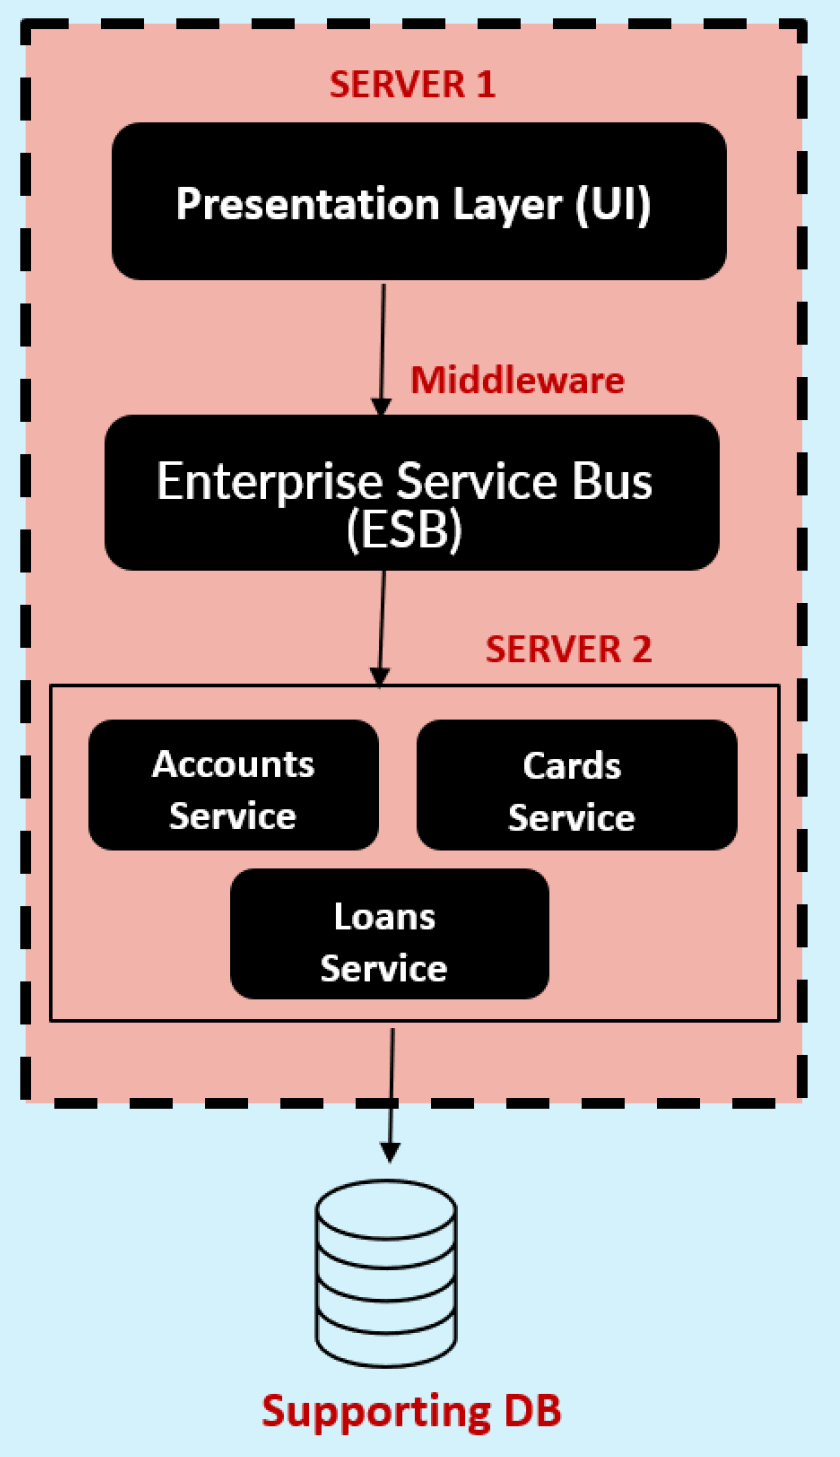 SERVER 1
Presentation Layer (UI)
Middleware
Enterprise Service Bus
(ESB)
SERVER 2
Accounts
Service
Cards
Service
Loans
Service
Supporting DB